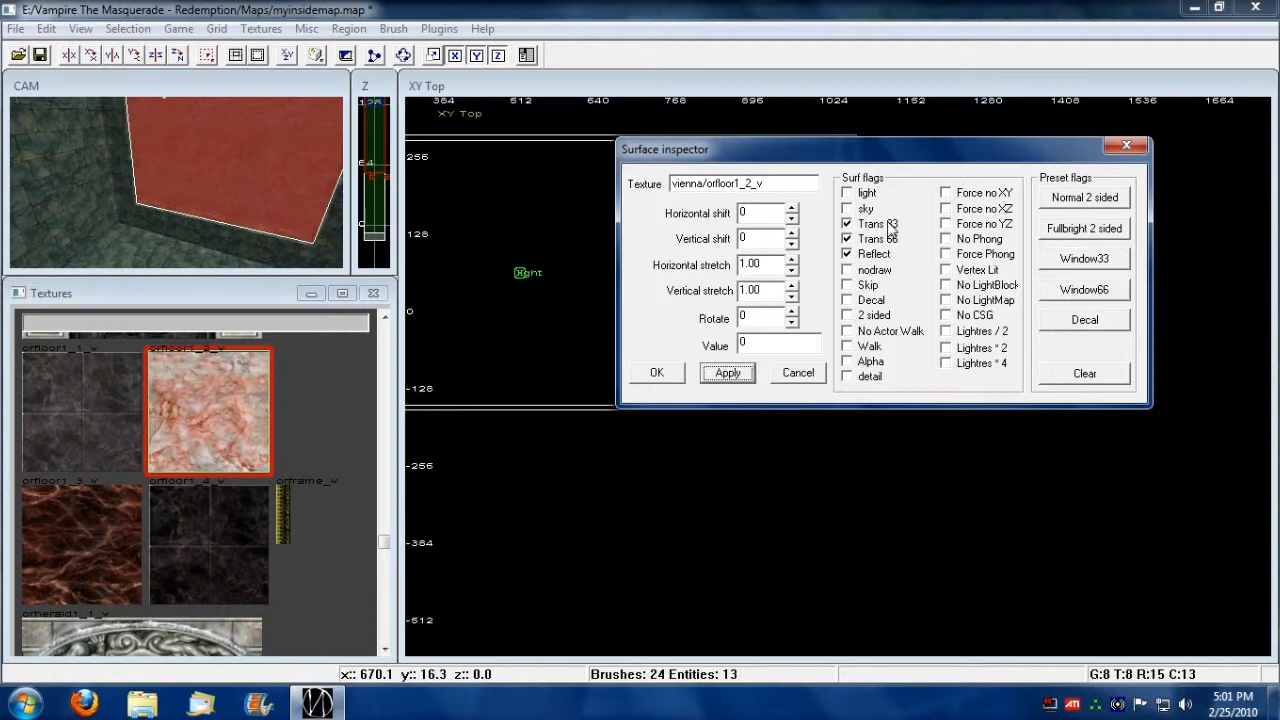 E:/Vampire The Masquerade - Redemption/Maps/myinsidemap.map *
File Edit View Selection Game Grid Textures Misc Region Brush Plugins Help
CAM
Z
XY Top
384 512 640 768 896 1024 1152 1280 1408 1536 1664
XY Top
256
128
0
-128
-256
-384
-512
64
Surface inspector
Texture vienna/orfloor1_2_v
Horizontal shift 0
Vertical shift 0
Horizontal stretch 1.00
Vertical stretch 1.00
Rotate 0
Value 0
OK Apply Cancel
Surf flags
light
sky
Trans 33
Trans 66
Reflect
nodraw
Skip
Decal
2 sided
No Actor Walk
Walk
Alpha
detail
Force no XY
Force no XZ
Force no YZ
No Phong
Force Phong
Vertex Lit
No LightBlock
No LightMap
No CSG
Lightres / 2
Lightres * 2
Lightres * 4
Preset flags
Normal 2 sided
Fullbright 2 sided
Window33
Window66
Decal
Clear
Textures
orfloor1_1_v orfloor1_2_v
orfloor1_3_v orfloor1_4_v orframe_v
orherald1_1_v
x:: 670.1 y:: 16.3 z:: 0.0
Brushes: 24 Entities: 13
G:8 T:8 R:15 C:13
5:01 PM
2/25/2010